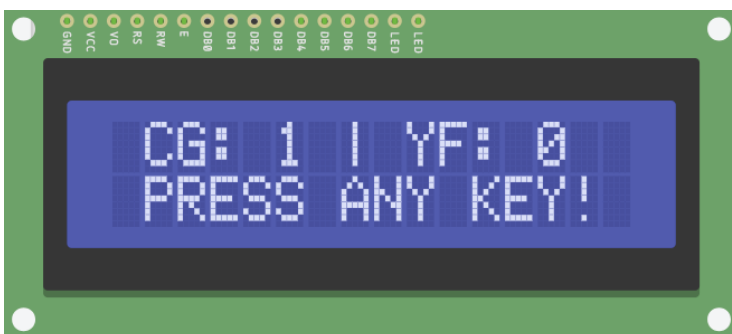 GND VCC VO RS RW E DB0 DB1 DB2 DB3 DB4 DB5 DB6 DB7 LED LED
CG: 1 | YF: 0
PRESS ANY KEY!